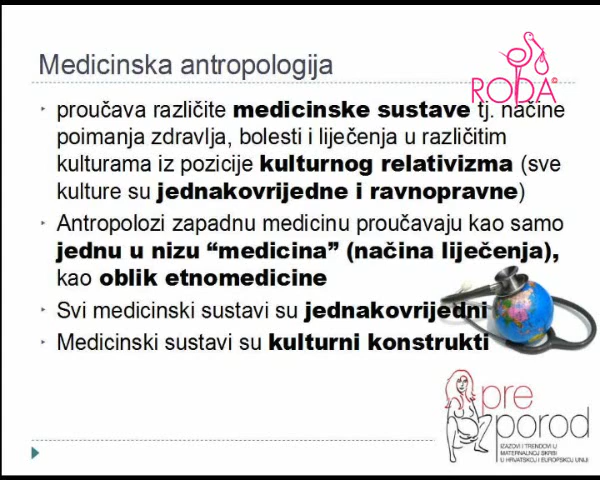 Medicinska antropologija
RODA
proučava različite medicinske sustave tj. načine
poimanja zdravlja, bolesti i liječenja u različitim
kulturama iz pozicije kulturnog relativizma (sve
kulture su jednakovrijedne i ravnopravne)
Antropolozi zapadnu medicinu proučavaju kao samo
jednu u nizu “medicina” (načina liječenja),
kao oblik etnomedicine
Svi medicinski sustavi su jednakovrijedni
Medicinski sustavi su kulturni konstrukti
pre
porod
IZAZOVI I TRENDOVI U
MATERNALNOJ SKRBI
U HRVATSKOJ I EUROPSKOJ UNIJI